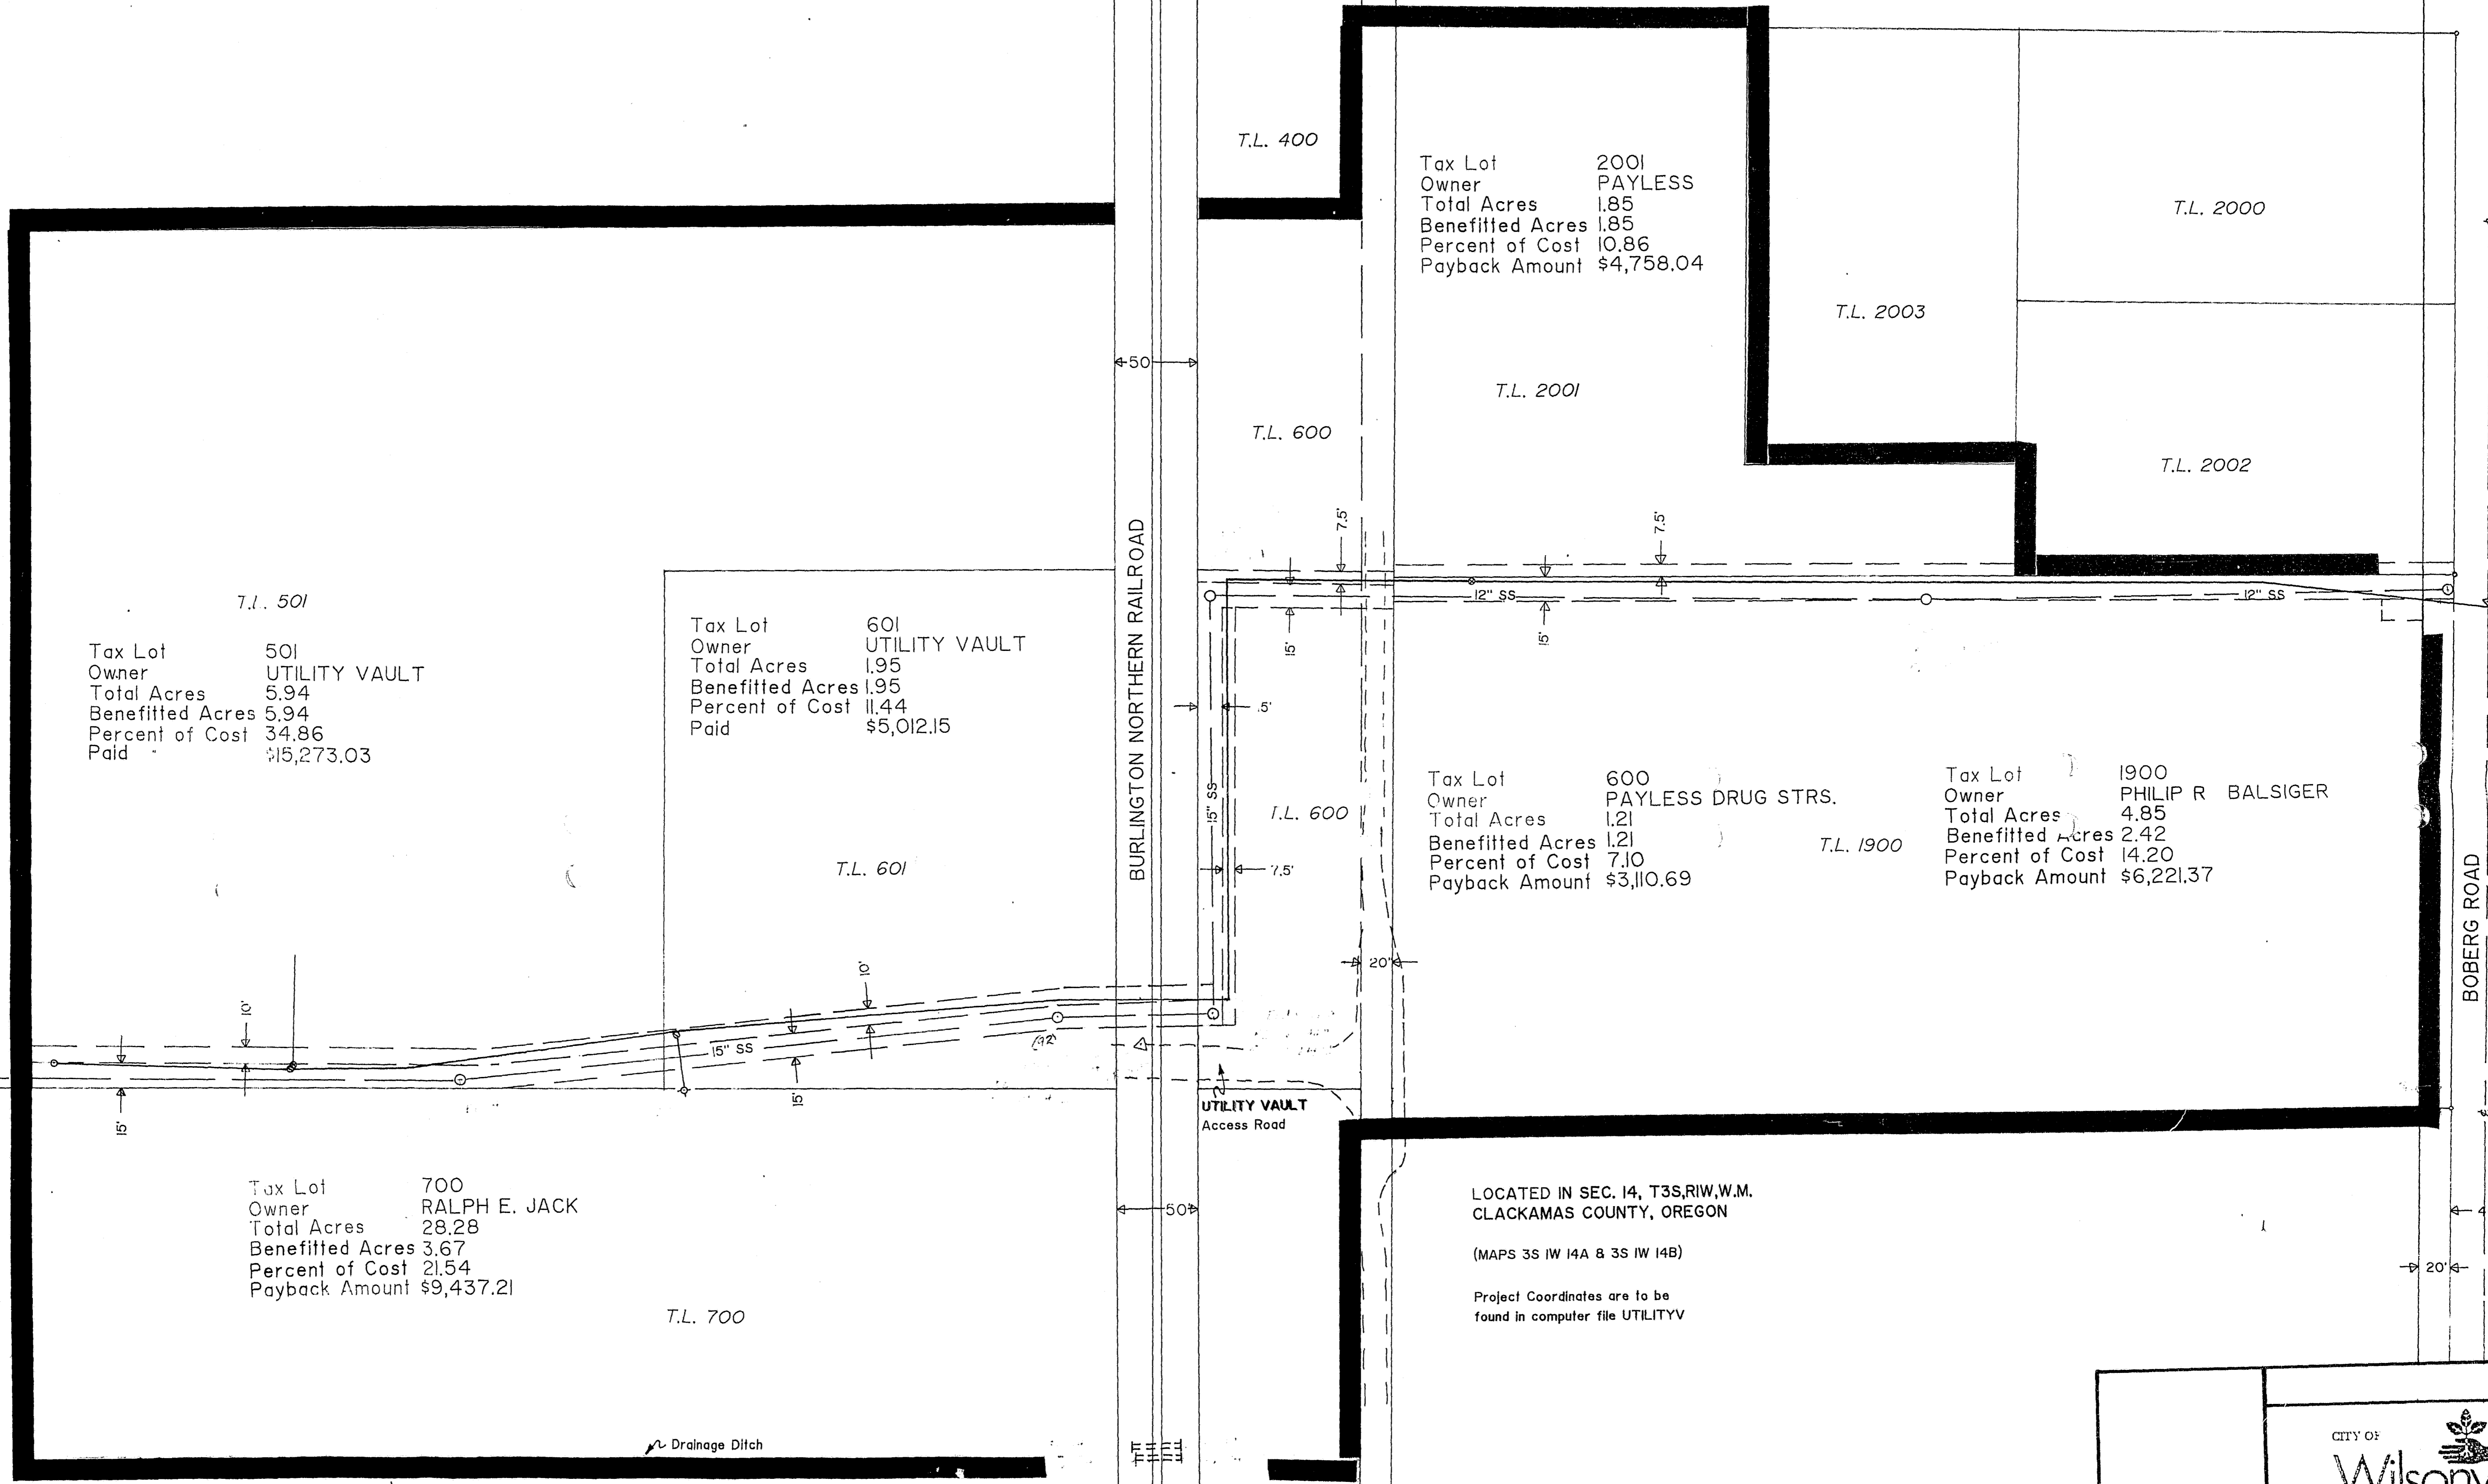 T.L. 400
Tax Lot 2001
Owner PAYLESS
Total Acres 1.85
Benefitted Acres 1.85
Percent of Cost 10.86
Payback Amount $4,758.04
T.L. 2000
T.L. 2003
50
T.L. 2001
T.L. 600
T.L. 2002
BURLINGTON NORTHERN RAILROAD
7.5'
7.5'
12" SS
12" SS
15'
15'
T.L. 501
Tax Lot 501
Owner UTILITY VAULT
Total Acres 5.94
Benefitted Acres 5.94
Percent of Cost 34.86
Paid $15,273.03
Tax Lot 601
Owner UTILITY VAULT
Total Acres 1.95
Benefitted Acres 1.95
Percent of Cost 11.44
Paid $5,012.15
T.L. 601
.5'
15" SS
T.L. 600
7.5'
Tax Lot 600
Owner PAYLESS DRUG STRS.
Total Acres 1.21
Benefitted Acres 1.21
Percent of Cost 7.10
Payback Amount $3,110.69
T.L. 1900
Tax Lot 1900
Owner PHILIP R BALSIGER
Total Acres 4.85
Benefitted Acres 2.42
Percent of Cost 14.20
Payback Amount $6,221.37
BOBERG ROAD
20'
10'
10'
15" SS
15'
15'
UTILITY VAULT
Access Road
Tax Lot 700
Owner RALPH E. JACK
Total Acres 28.28
Benefitted Acres 3.67
Percent of Cost 21.54
Payback Amount $9,437.21
T.L. 700
50'
LOCATED IN SEC. 14, T3S,R1W,W.M.
CLACKAMAS COUNTY, OREGON
(MAPS 3S 1W 14A & 3S 1W 14B)
Project Coordinates are to be
found in computer file UTILITYV
20'
4
Drainage Ditch
CITY OF
Wilsonv